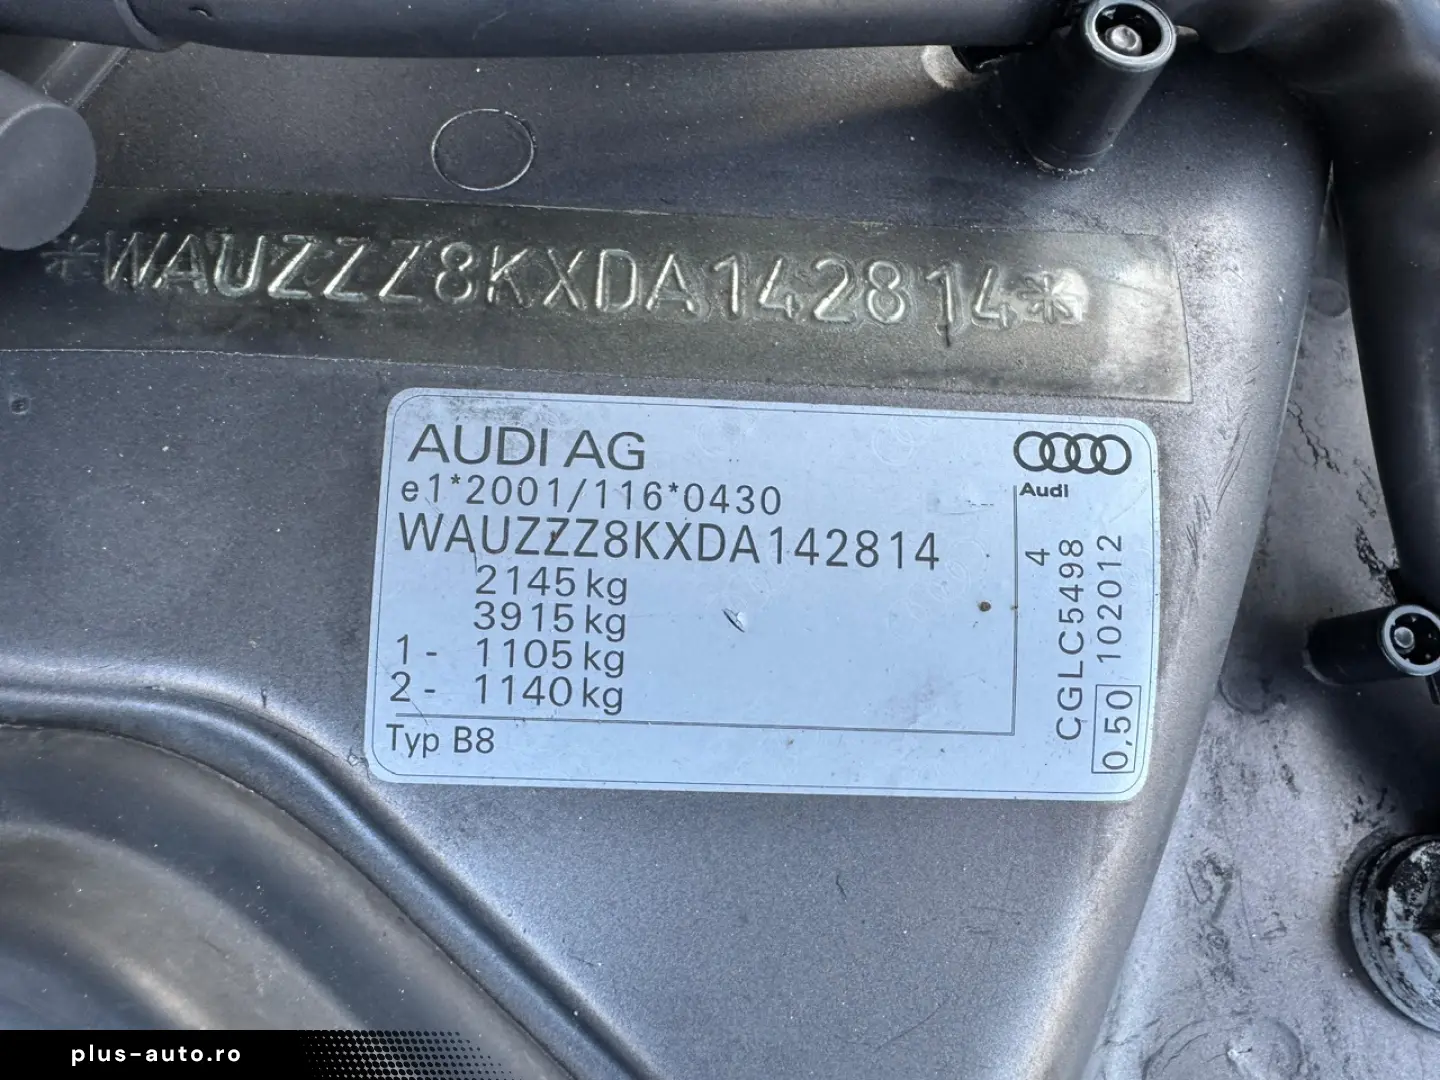 *WAUZZZ8KXDA142814*
AUDI AG
e1*2001/116*0430
WAUZZZ8KXDA142814
2145 kg
3915 kg
1 - 1105 kg
2 - 1140 kg
Typ B8
Audi
4
CGLC5498
0,50 102012
plus-auto.ro